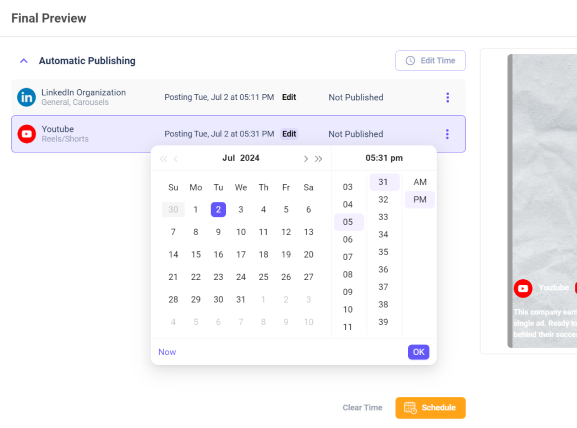 Final Preview
Automatic Publishing
Edit Time
LinkedIn Organization
General, Carousels
Posting Tue, Jul 2 at 05:11 PM Edit
Not Published
Youtube
Reels/Shorts
Posting Tue, Jul 2 at 05:31 PM Edit
Not Published
Jul 2024
05:31 pm
Su Mo Tu We Th Fr Sa
30 1 2 3 4 5 6
7 8 9 10 11 12 13
14 15 16 17 18 19 20
21 22 23 24 25 26 27
28 29 30 31 1 2 3
4 5 6 7 8 9 10
03
04
05
06
07
08
09
10
11
31
32
33
34
35
36
37
38
39
AM
PM
Now
OK
Youtube
This company earn
single ad. Ready to
behind their succe
Clear Time
Schedule